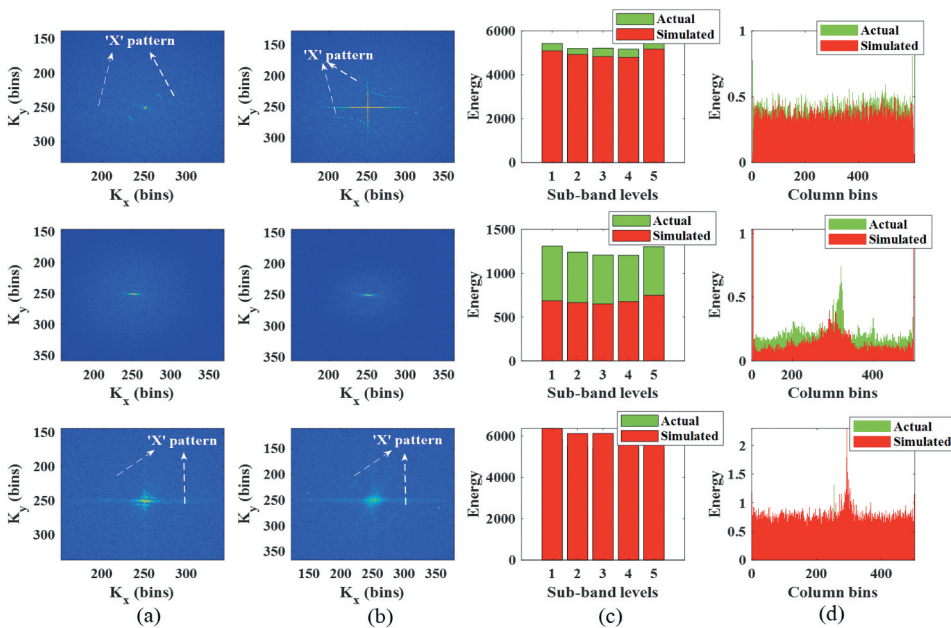 'X' pattern
K_y (bins)
150
200
250
300
200 250 300
K_x (bins)
'X' pattern
K_y (bins)
150
200
250
300
200 250 300 350
K_x (bins)
Actual
Simulated
Energy
6000
4000
2000
0
1 2 3 4 5
Sub-band levels
Actual
Simulated
Energy
1
0.5
0
0 200 400
Column bins
K_y (bins)
150
200
250
300
350
200 250 300 350
K_x (bins)
K_y (bins)
150
200
250
300
350
200 250 300 350
K_x (bins)
Actual
Simulated
Energy
1500
1000
500
0
1 2 3 4 5
Sub-band levels
Actual
Simulated
Energy
1
0.5
0
0 200 400
Column bins
'X' pattern
K_y (bins)
150
200
250
300
200 250 300
K_x (bins)
'X' pattern
K_y (bins)
150
200
250
300
350
150 200 250 300 350
K_x (bins)
Actual
Simulated
Energy
6000
4000
2000
0
1 2 3 4 5
Sub-band levels
Actual
Simulated
Energy
2
1.5
1
0.5
0
0 200 400
Column bins
(a) (b) (c) (d)